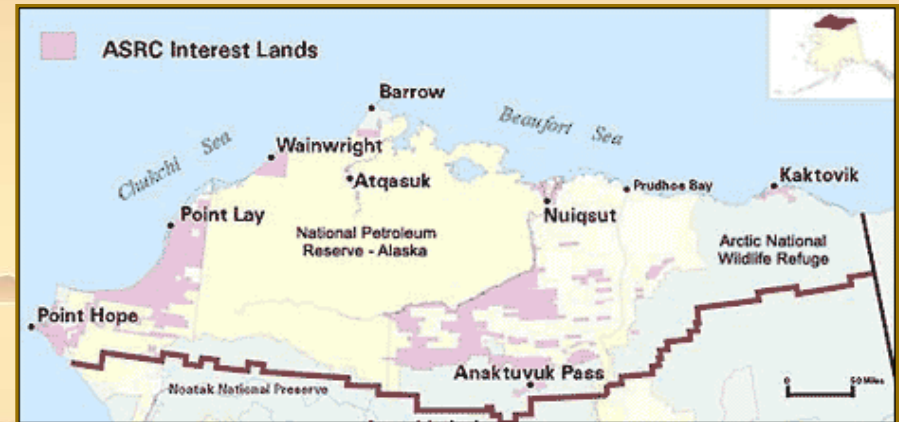 ASRC Interest Lands
Barrow
Beaufort Sea
Chukchi Sea
Wainwright
Atqasuk
Prudhoe Bay
Kaktovik
Point Lay
Nuiqsut
National Petroleum
Reserve - Alaska
Arctic National
Wildlife Refuge
Point Hope
Anaktuvuk Pass
Noatak National Preserve
0
50 Miles